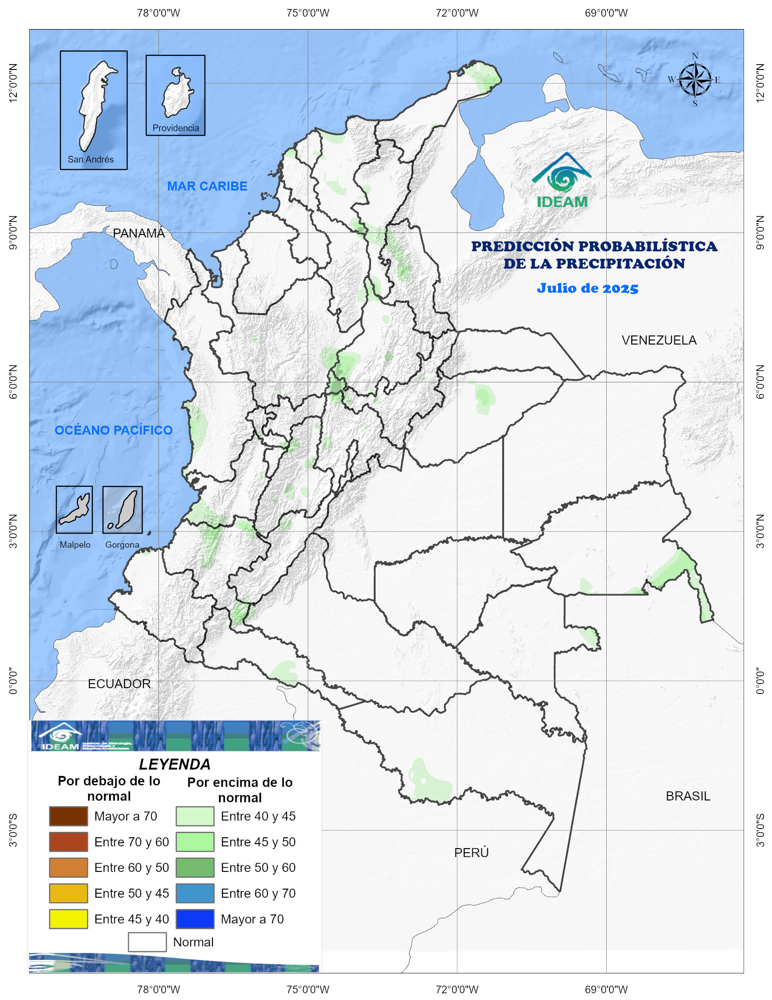 78°0'0"W
75°0'0"W
72°0'0"W
69°0'0"W
12°0'0"N
12°0'0"N
N
W
E
S
San Andrés
Providencia
MAR CARIBE
IDEAM
9°0'0"N
9°0'0"N
PANAMÁ
PREDICCIÓN PROBABILÍSTICA
DE LA PRECIPITACIÓN
Julio de 2025
VENEZUELA
6°0'0"N
6°0'0"N
OCÉANO PACÍFICO
3°0'0"N
3°0'0"N
Malpelo
Gorgona
0°0'0"
0°0'0"
ECUADOR
IDEAM
Instituto de Hidrología,
Meteorología y
Estudios Ambientales
LEYENDA
Por debajo de lo
normal
Por encima de lo
normal
Mayor a 70
Entre 40 y 45
Entre 70 y 60
Entre 45 y 50
Entre 60 y 50
Entre 50 y 60
Entre 50 y 45
Entre 60 y 70
Entre 45 y 40
Mayor a 70
Normal
BRASIL
3°0'0"S
3°0'0"S
PERÚ
78°0'0"W
75°0'0"W
72°0'0"W
69°0'0"W